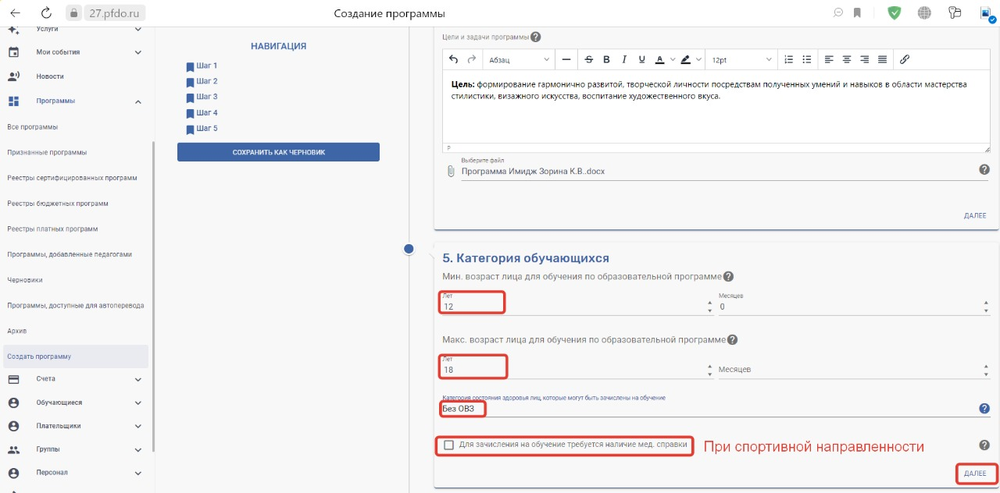 27.pfdo.ru
Создание программы
Услуги
Мои события
Новости
Программы
Все программы
Признанные программы
Реестры сертифицированных программ
Реестры бюджетных программ
Реестры платных программ
Программы, добавленные педагогами
Черновики
Программы, доступные для автоперевода
Архив
Создать программу
Счета
Обучающиеся
Плательщики
Группы
Персонал
НАВИГАЦИЯ
Шаг 1
Шаг 2
Шаг 3
Шаг 4
Шаг 5
СОХРАНИТЬ КАК ЧЕРНОВИК
Цели и задачи программы ?
Абзац
S B I U A
12pt
Цель: формирование гармонично развитой, творческой личности посредствам полученных умений и навыков в области мастерства
стилистики, визажного искусства, воспитание художественного вкуса.
P
Выберите файл
Программа Имидж Зорина К.В..docx ?
ДАЛЕЕ
5. Категория обучающихся
Мин. возраст лица для обучения по образовательной программе ?
Лет
12
Месяцев
0
Макс. возраст лица для обучения по образовательной программе ?
Лет
18
Месяцев
Категория состояния здоровья лиц, которые могут быть зачислены на обучение
Без ОВЗ ?
Для зачисления на обучение требуется наличие мед. справки
При спортивной направленности ?
ДАЛЕЕ